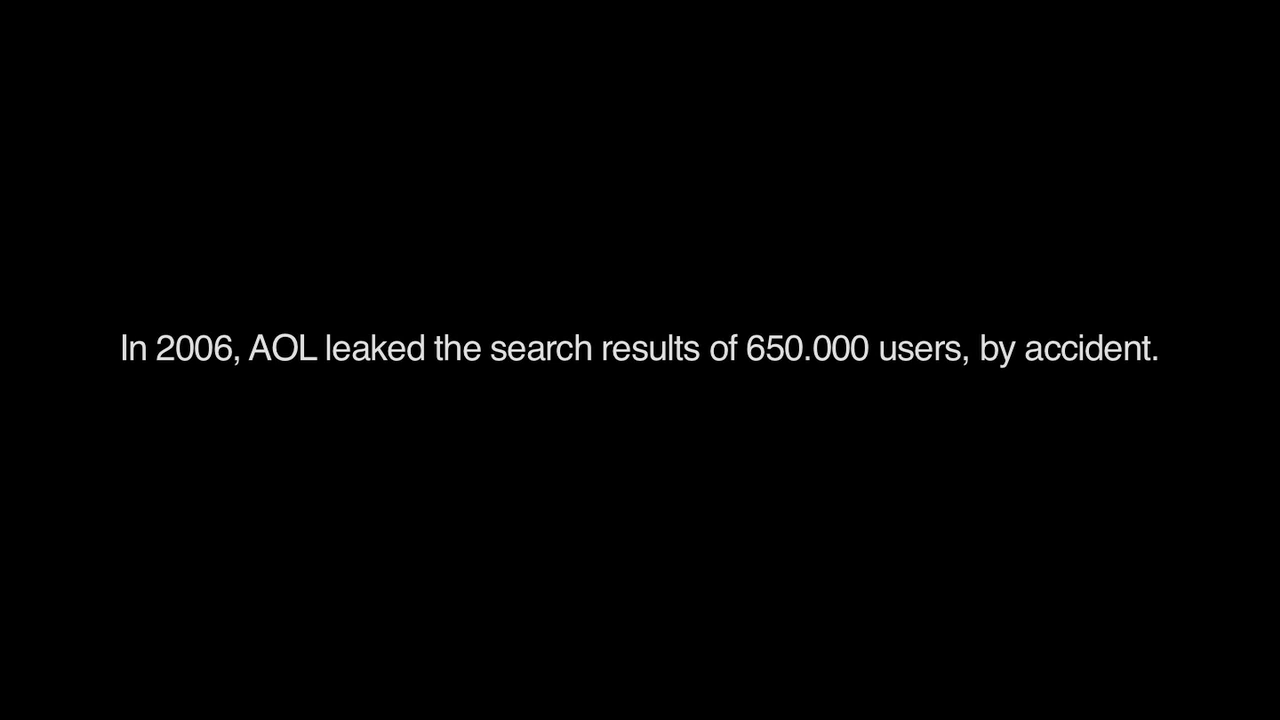 In 2006, AOL leaked the search results of 650.000 users, by accident.